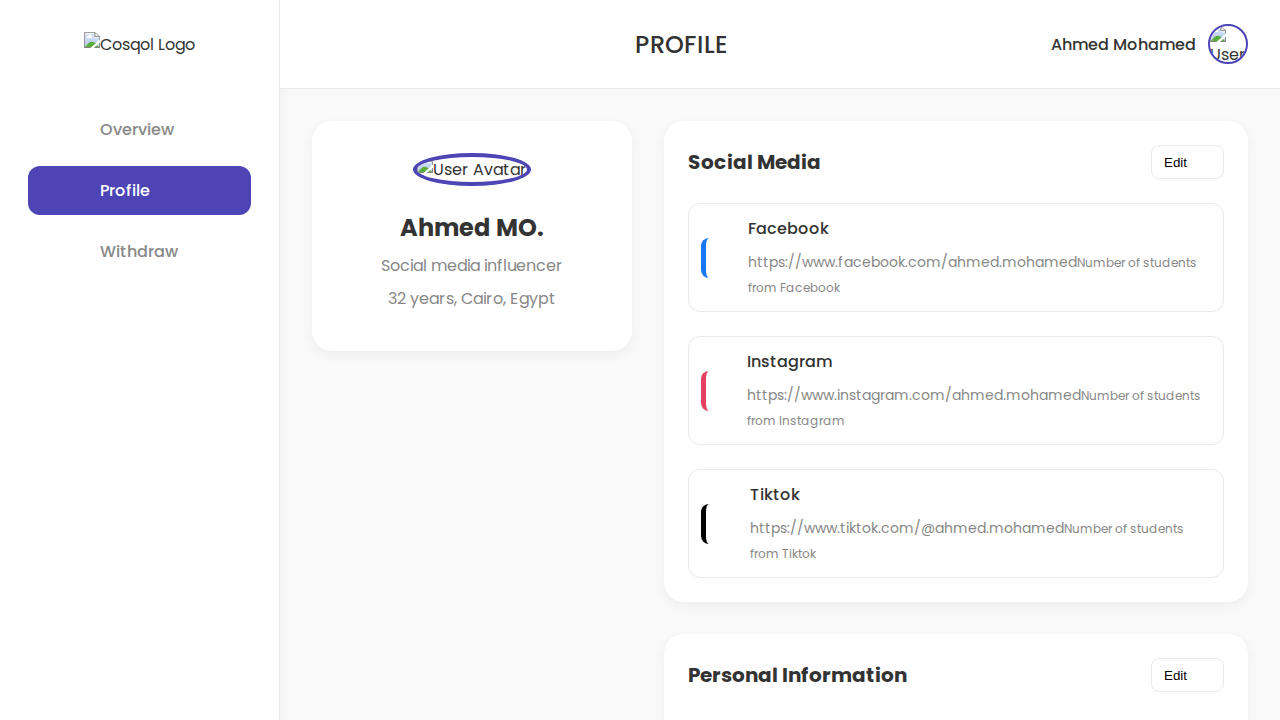 Cosqol Logo
PROFILE
Ahmed Mohamed
User
Overview
Profile
Withdraw
User Avatar
Ahmed MO.
Social media influencer
32 years, Cairo, Egypt
Social Media
Edit
Facebook
https://www.facebook.com/ahmed.mohamedNumber of students
from Facebook
Instagram
https://www.instagram.com/ahmed.mohamedNumber of students
from Instagram
Tiktok
https://www.tiktok.com/@ahmed.mohamedNumber of students
from Tiktok
Personal Information
Edit